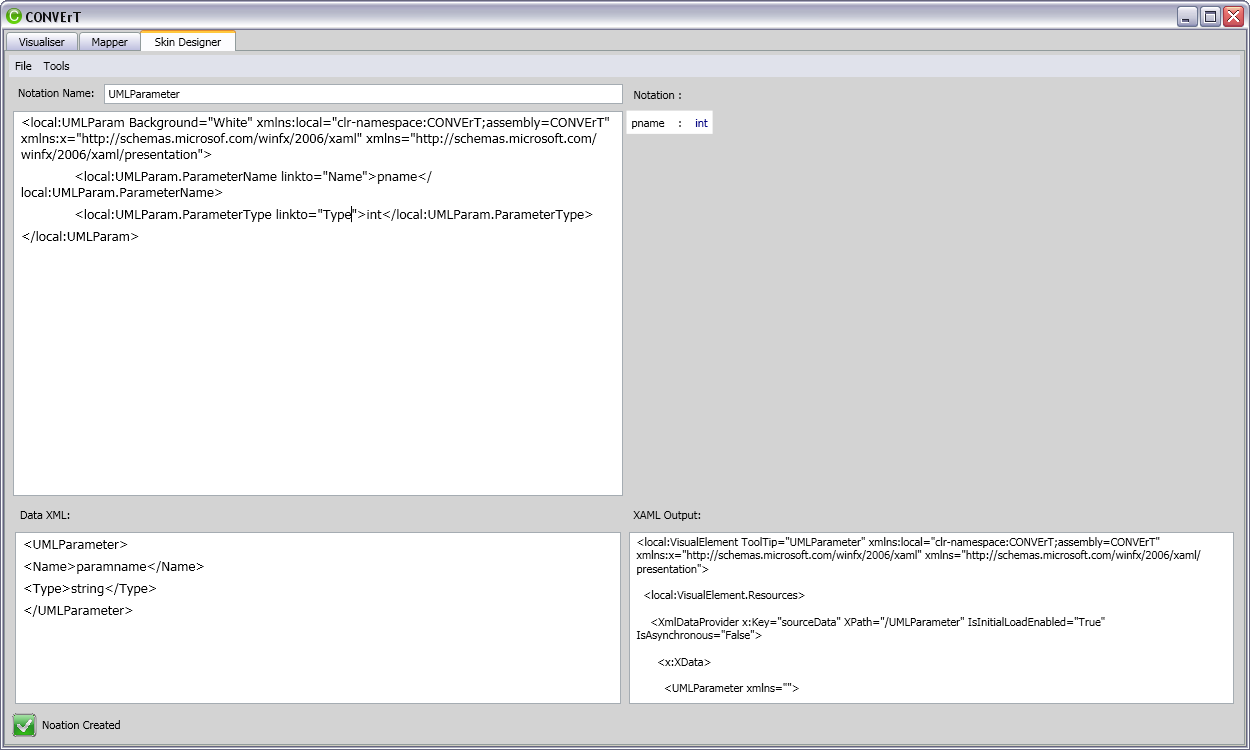 CONVErT
Visualiser Mapper Skin Designer
File Tools
Notation Name: UMLParameter
<local:UMLParam Background="White" xmlns:local="clr-namespace:CONVErT;assembly=CONVErT"
xmlns:x="http://schemas.microsof.com/winfx/2006/xaml" xmlns="http://schemas.microsoft.com/
winfx/2006/xaml/presentation">
<local:UMLParam.ParameterName linkto="Name">pname</
local:UMLParam.ParameterName>
<local:UMLParam.ParameterType linkto="Type">int</local:UMLParam.ParameterType>
</local:UMLParam>
Notation :
pname : int
Data XML:
<UMLParameter>
<Name>paramname</Name>
<Type>string</Type>
</UMLParameter>
XAML Output:
<local:VisualElement ToolTip="UMLParameter" xmlns:local="clr-namespace:CONVErT;assembly=CONVErT"
xmlns:x="http://schemas.microsoft.com/winfx/2006/xaml" xmlns="http://schemas.microsoft.com/winfx/2006/xaml/
presentation">
<local:VisualElement.Resources>
<XmlDataProvider x:Key="sourceData" XPath="/UMLParameter" IsInitialLoadEnabled="True"
IsAsynchronous="False">
<x:XData>
<UMLParameter xmlns="">
Noation Created